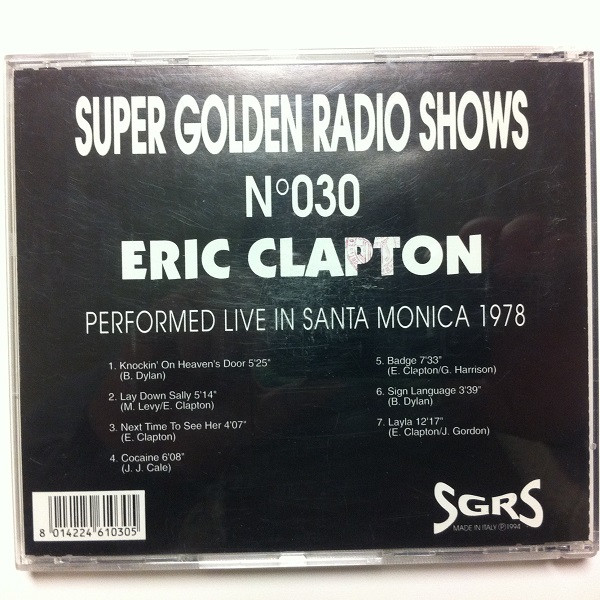 SUPER GOLDEN RADIO SHOWS
N°030
ERIC CLAPTON
PERFORMED LIVE IN SANTA MONICA 1978
1. Knockin' On Heaven's Door 5'25"
(B. Dylan)
2. Lay Down Sally 5'14"
(M. Levy/E. Clapton)
3. Next Time To See Her 4'07"
(E. Clapton)
4. Cocaine 6'08"
(J. J. Cale)
5. Badge 7'33"
(E. Clapton/G. Harrison)
6. Sign Language 3'39"
(B. Dylan)
7. Layla 12'17"
(E. Clapton/J. Gordon)
8 014224 610305
SGRS
MADE IN ITALY ℗ 1994